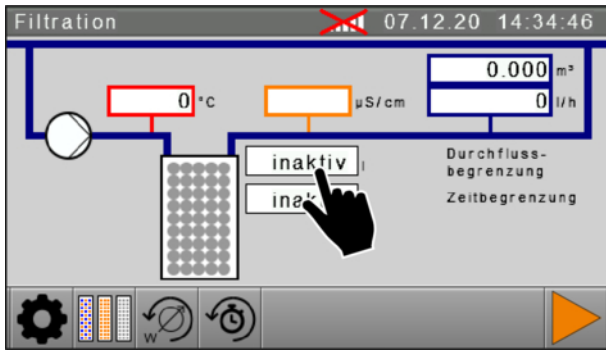 Filtration 07.12.20 14:34:46
0.000 m³
0 °C µS/cm 0 l/h
inaktiv l Durchfluss-
begrenzung
Zeitbegrenzung
W